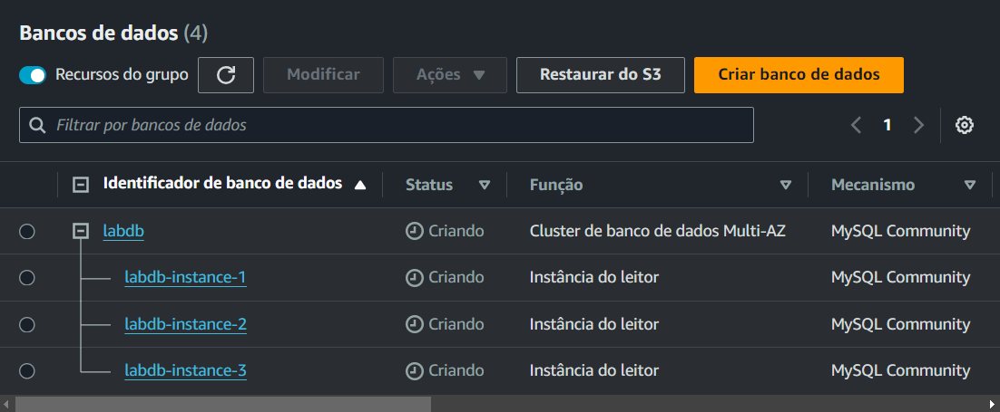 Bancos de dados (4)
Recursos do grupo Modificar Ações Restaurar do S3 Criar banco de dados
Filtrar por bancos de dados 1
Identificador de banco de dados Status Função Mecanismo
labdb Criando Cluster de banco de dados Multi-AZ MySQL Community
labdb-instance-1 Criando Instância do leitor MySQL Community
labdb-instance-2 Criando Instância do leitor MySQL Community
labdb-instance-3 Criando Instância do leitor MySQL Community